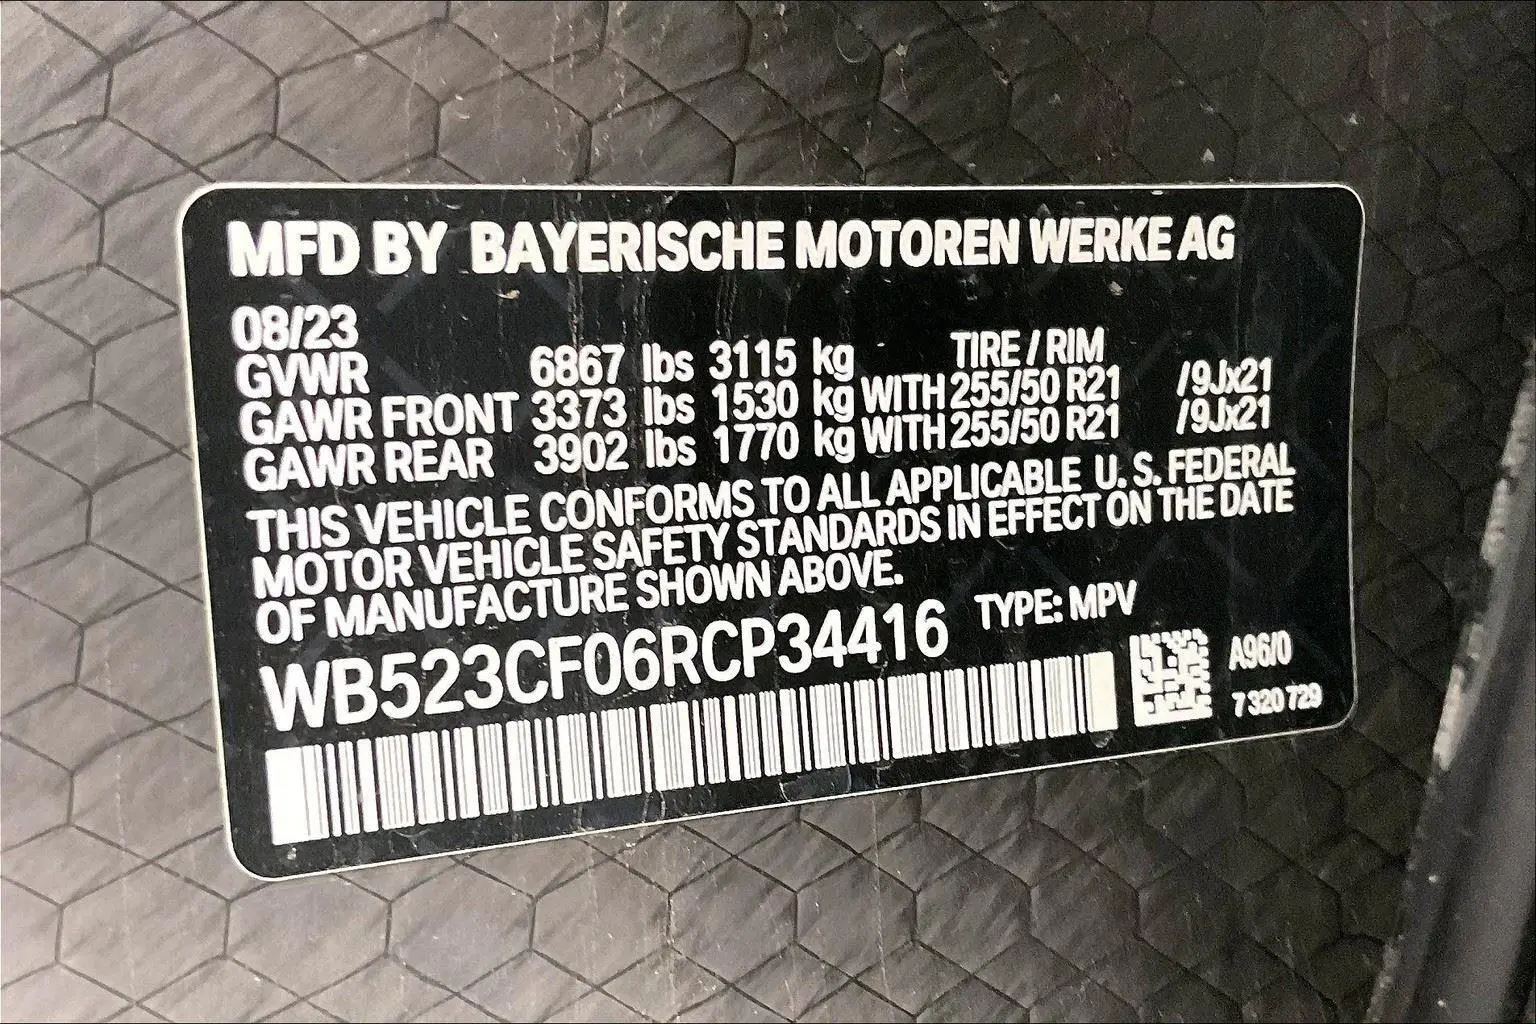 MFD BY BAYERISCHE MOTOREN WERKE AG
08/23
TIRE / RIM
GVWR 6867 lbs 3115 kg
GAWR FRONT 3373 lbs 1530 kg WITH 255/50 R21 /9Jx21
GAWR REAR 3902 lbs 1770 kg WITH 255/50 R21 /9Jx21
THIS VEHICLE CONFORMS TO ALL APPLICABLE U. S. FEDERAL
MOTOR VEHICLE SAFETY STANDARDS IN EFFECT ON THE DATE
OF MANUFACTURE SHOWN ABOVE.
WB523CF06RCP34416 TYPE: MPV
A96/0
7 320 729